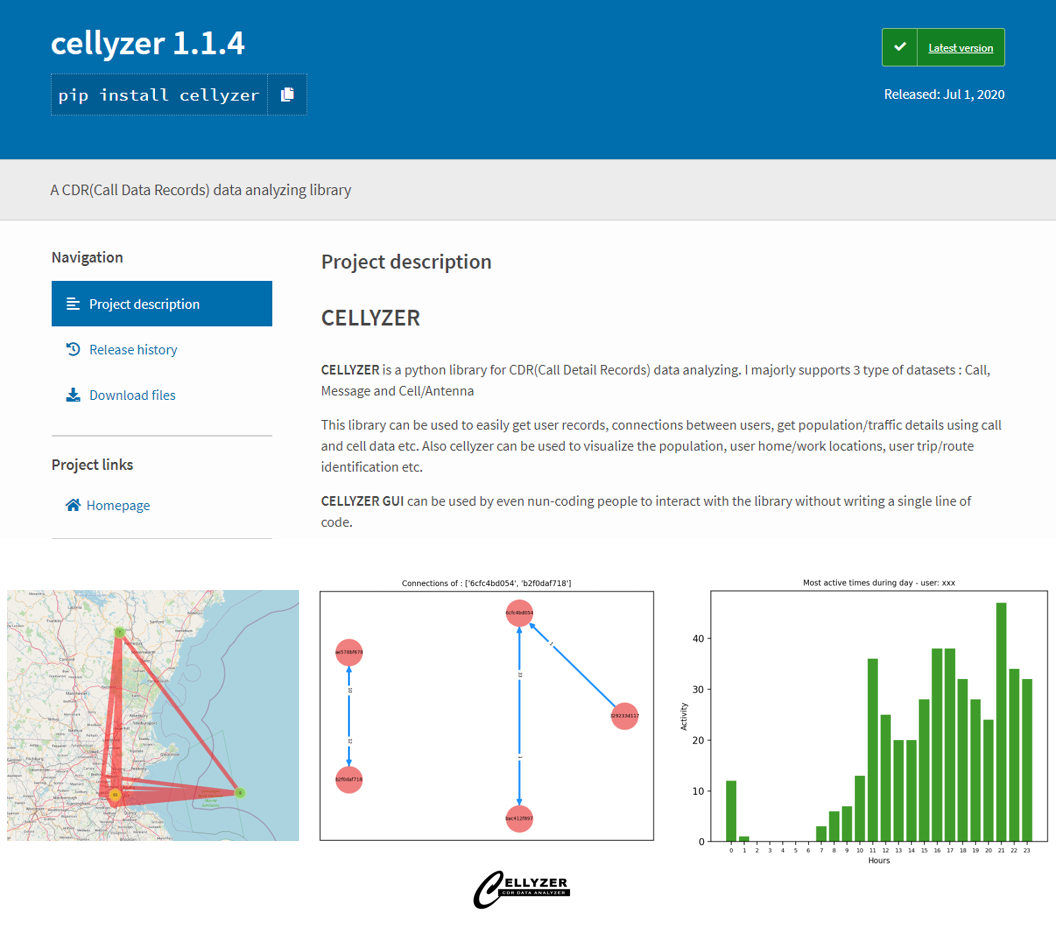 cellyzer 1.1.4
Latest version
pip install cellyzer
Released: Jul 1, 2020
A CDR(Call Data Records) data analyzing library
Navigation
Project description
Release history
Download files
Project links
Homepage
Project description
CELLYZER
CELLYZER is a python library for CDR(Call Detail Records) data analyzing. I majorly supports 3 type of datasets : Call,
Message and Cell/Antenna
This library can be used to easily get user records, connections between users, get population/traffic details using call
and cell data etc. Also cellyzer can be used to visualize the population, user home/work locations, user trip/route
identification etc.
CELLYZER GUI can be used by even nun-coding people to interact with the library without writing a single line of
code.
Connections of : ['6cfc4bd054', 'b2f0daf718']
6cfc4bd054
b2f0daf718
Most active times during day - user: xxx
Activity
40
30
20
10
0
0 1 2 3 4 5 6 7 8 9 10 11 12 13 14 15 16 17 18 19 20 21 22 23
Hours
CELLYZER
CDR DATA ANALYZER